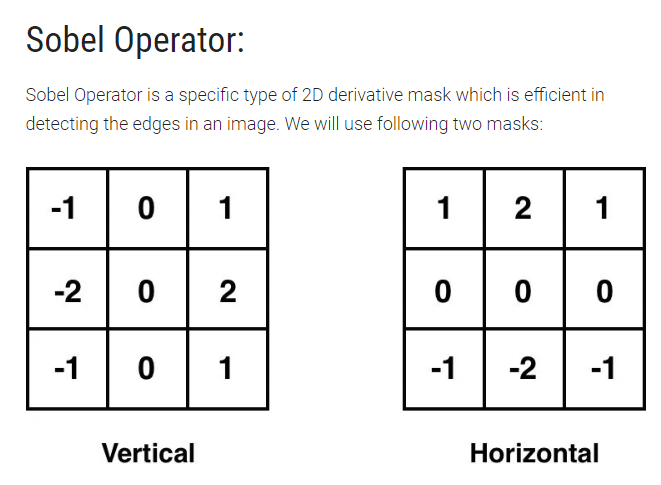 Sobel Operator:
Sobel Operator is a specific type of 2D derivative mask which is efficient in
detecting the edges in an image. We will use following two masks:
-1 0 1
-2 0 2
-1 0 1
Vertical
1 2 1
0 0 0
-1 -2 -1
Horizontal